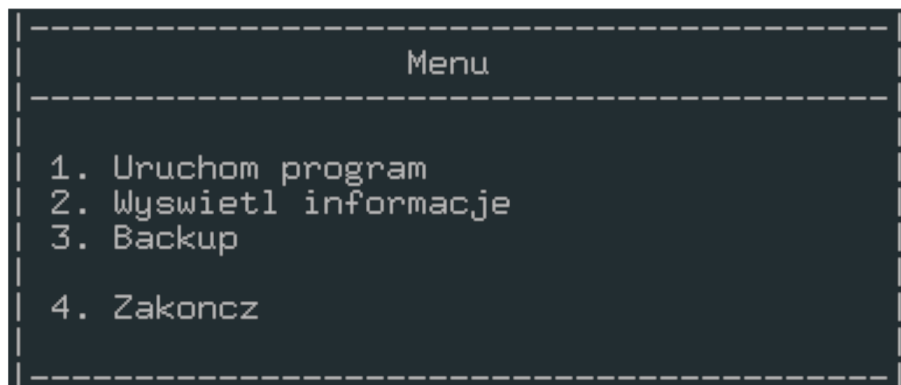 Menu
1. Uruchom program
2. Wyswietl informacje
3. Backup
4. Zakoncz